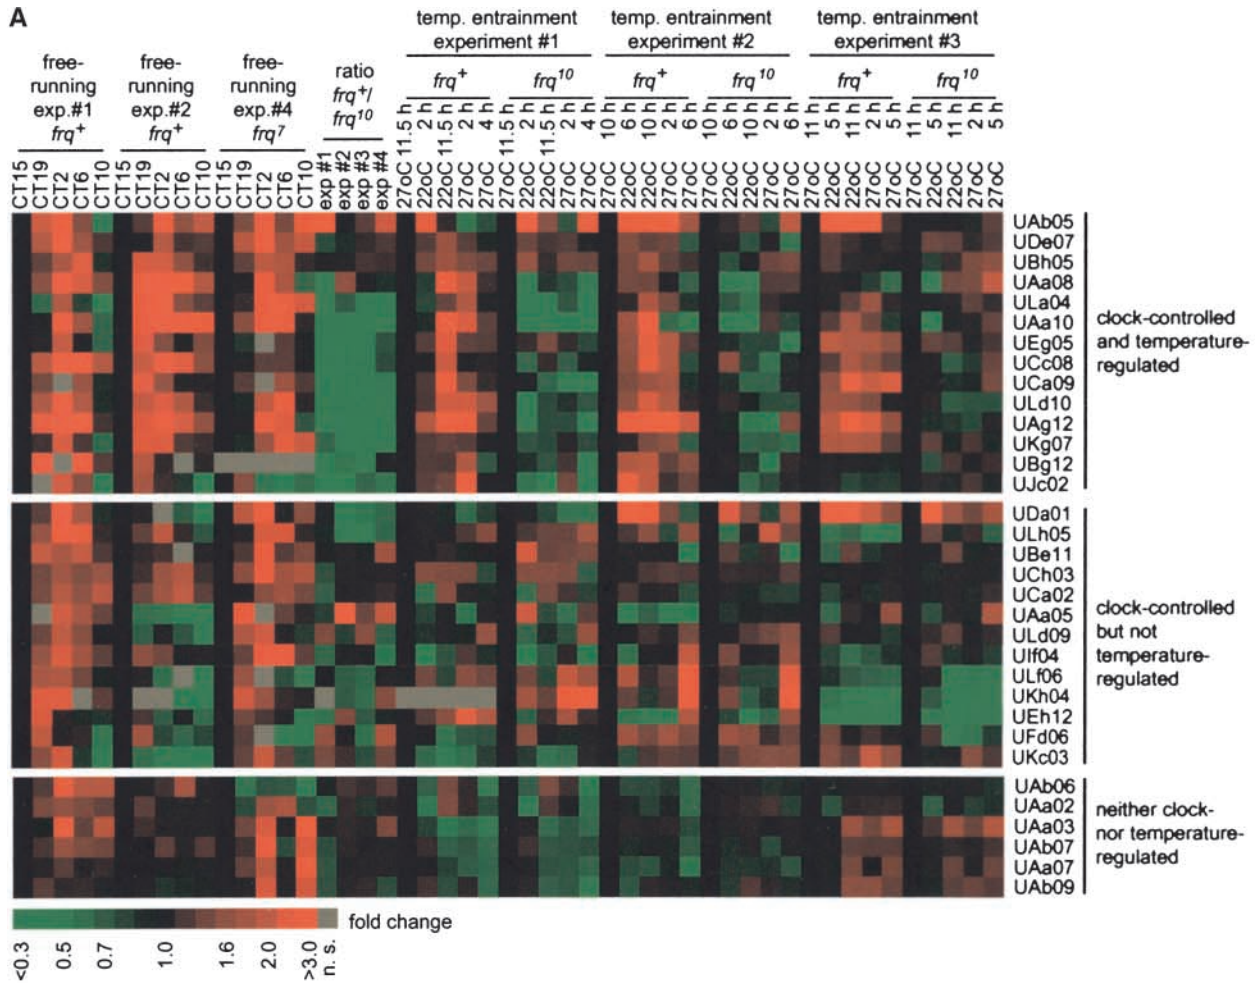 A
temp. entrainment
experiment #1
temp. entrainment
experiment #2
temp. entrainment
experiment #3
free-
running
exp.#1
frq+
free-
running
exp.#2
frq+
free-
running
exp.#4
frq7
ratio
frq+/
frq10
frq+
frq10
frq+
frq10
frq+
frq10
CT15
CT19
CT2
CT6
CT10
CT15
CT19
CT2
CT6
CT10
CT15
CT19
CT2
CT6
CT10
exp #1
exp #2
exp #3
exp #4
27oC 11.5 h
22oC 2 h
22oC 11.5 h
27oC 2 h
27oC 4 h
27oC 11.5 h
22oC 2 h
22oC 11.5 h
27oC 2 h
27oC 4 h
27oC 10 h
22oC 6 h
22oC 10 h
27oC 2 h
27oC 6 h
27oC 10 h
22oC 6 h
22oC 10 h
27oC 2 h
27oC 6 h
27oC 11 h
22oC 5 h
22oC 11 h
27oC 2 h
27oC 5 h
27oC 11 h
22oC 5 h
22oC 11 h
27oC 2 h
27oC 5 h
UAb05
UDe07
UBh05
UAa08
ULa04
UAa10
UEg05
UCc08
UCa09
ULd10
UAg12
UKg07
UBg12
UJc02
clock-controlled
and temperature-
regulated
UDa01
ULh05
UBe11
UCh03
UCa02
UAa05
ULd09
UIf04
ULf06
UKh04
UEh12
UFd06
UKc03
clock-controlled
but not
temperature-
regulated
UAb06
UAa02
UAa03
UAb07
UAa07
UAb09
neither clock-
nor temperature-
regulated
fold change
<0.3
0.5
0.7
1.0
1.6
2.0
>3.0
n. s.